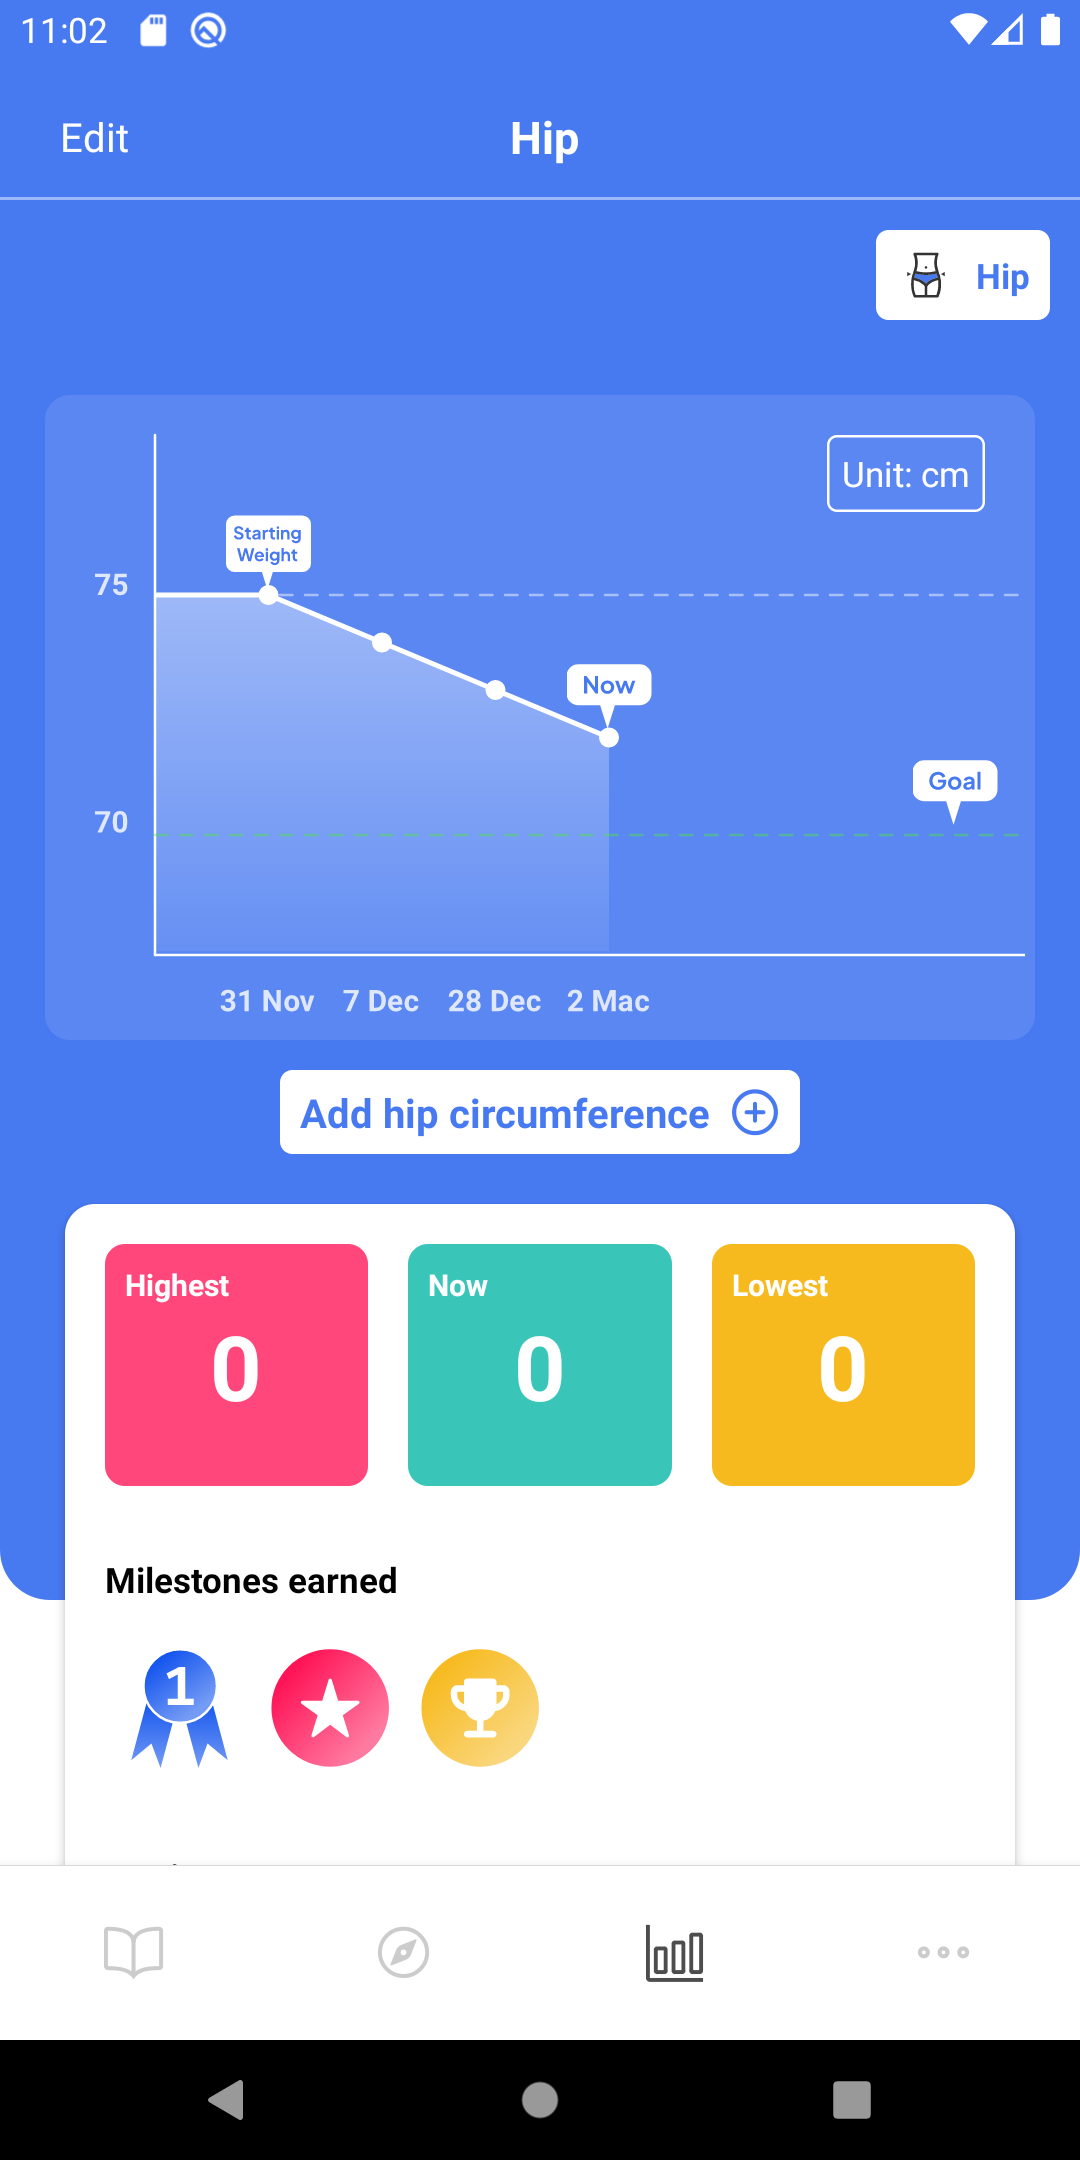 11:02
Edit
Hip
Hip
Unit: cm
Starting
Weight
75
Now
Goal
70
31 Nov 7 Dec 28 Dec 2 Mac
Add hip circumference
Highest
Now
Lowest
0
0
0
Milestones earned
1